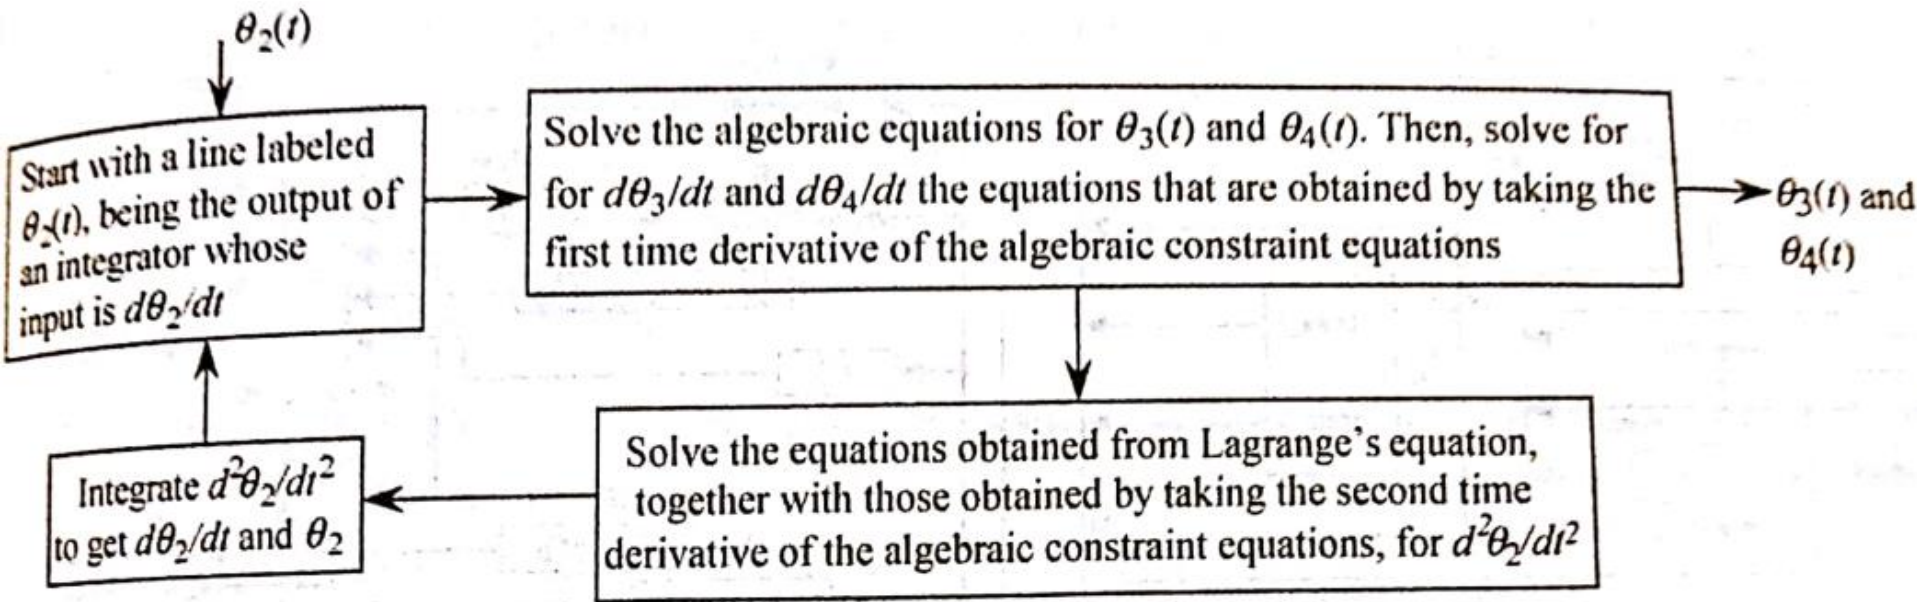 θ₂(t)
Start with a line labeled
θ₂(t), being the output of
an integrator whose
input is dθ₂/dt
Solve the algebraic equations for θ₃(t) and θ₄(t). Then, solve for
for dθ₃/dt and dθ₄/dt the equations that are obtained by taking the
first time derivative of the algebraic constraint equations
θ₃(t) and
θ₄(t)
Solve the equations obtained from Lagrange's equation,
together with those obtained by taking the second time
derivative of the algebraic constraint equations, for d²θ₂/dt²
Integrate d²θ₂/dt²
to get dθ₂/dt and θ₂